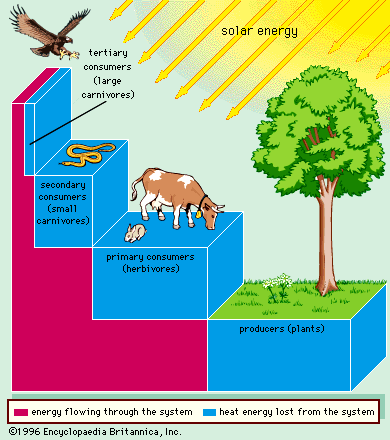 solar energy
tertiary
consumers
(large
carnivores)
secondary
consumers
(small
carnivores)
primary consumers
(herbivores)
producers (plants)
energy flowing through the system
heat energy lost from the system
©1996 Encyclopaedia Britannica, Inc.